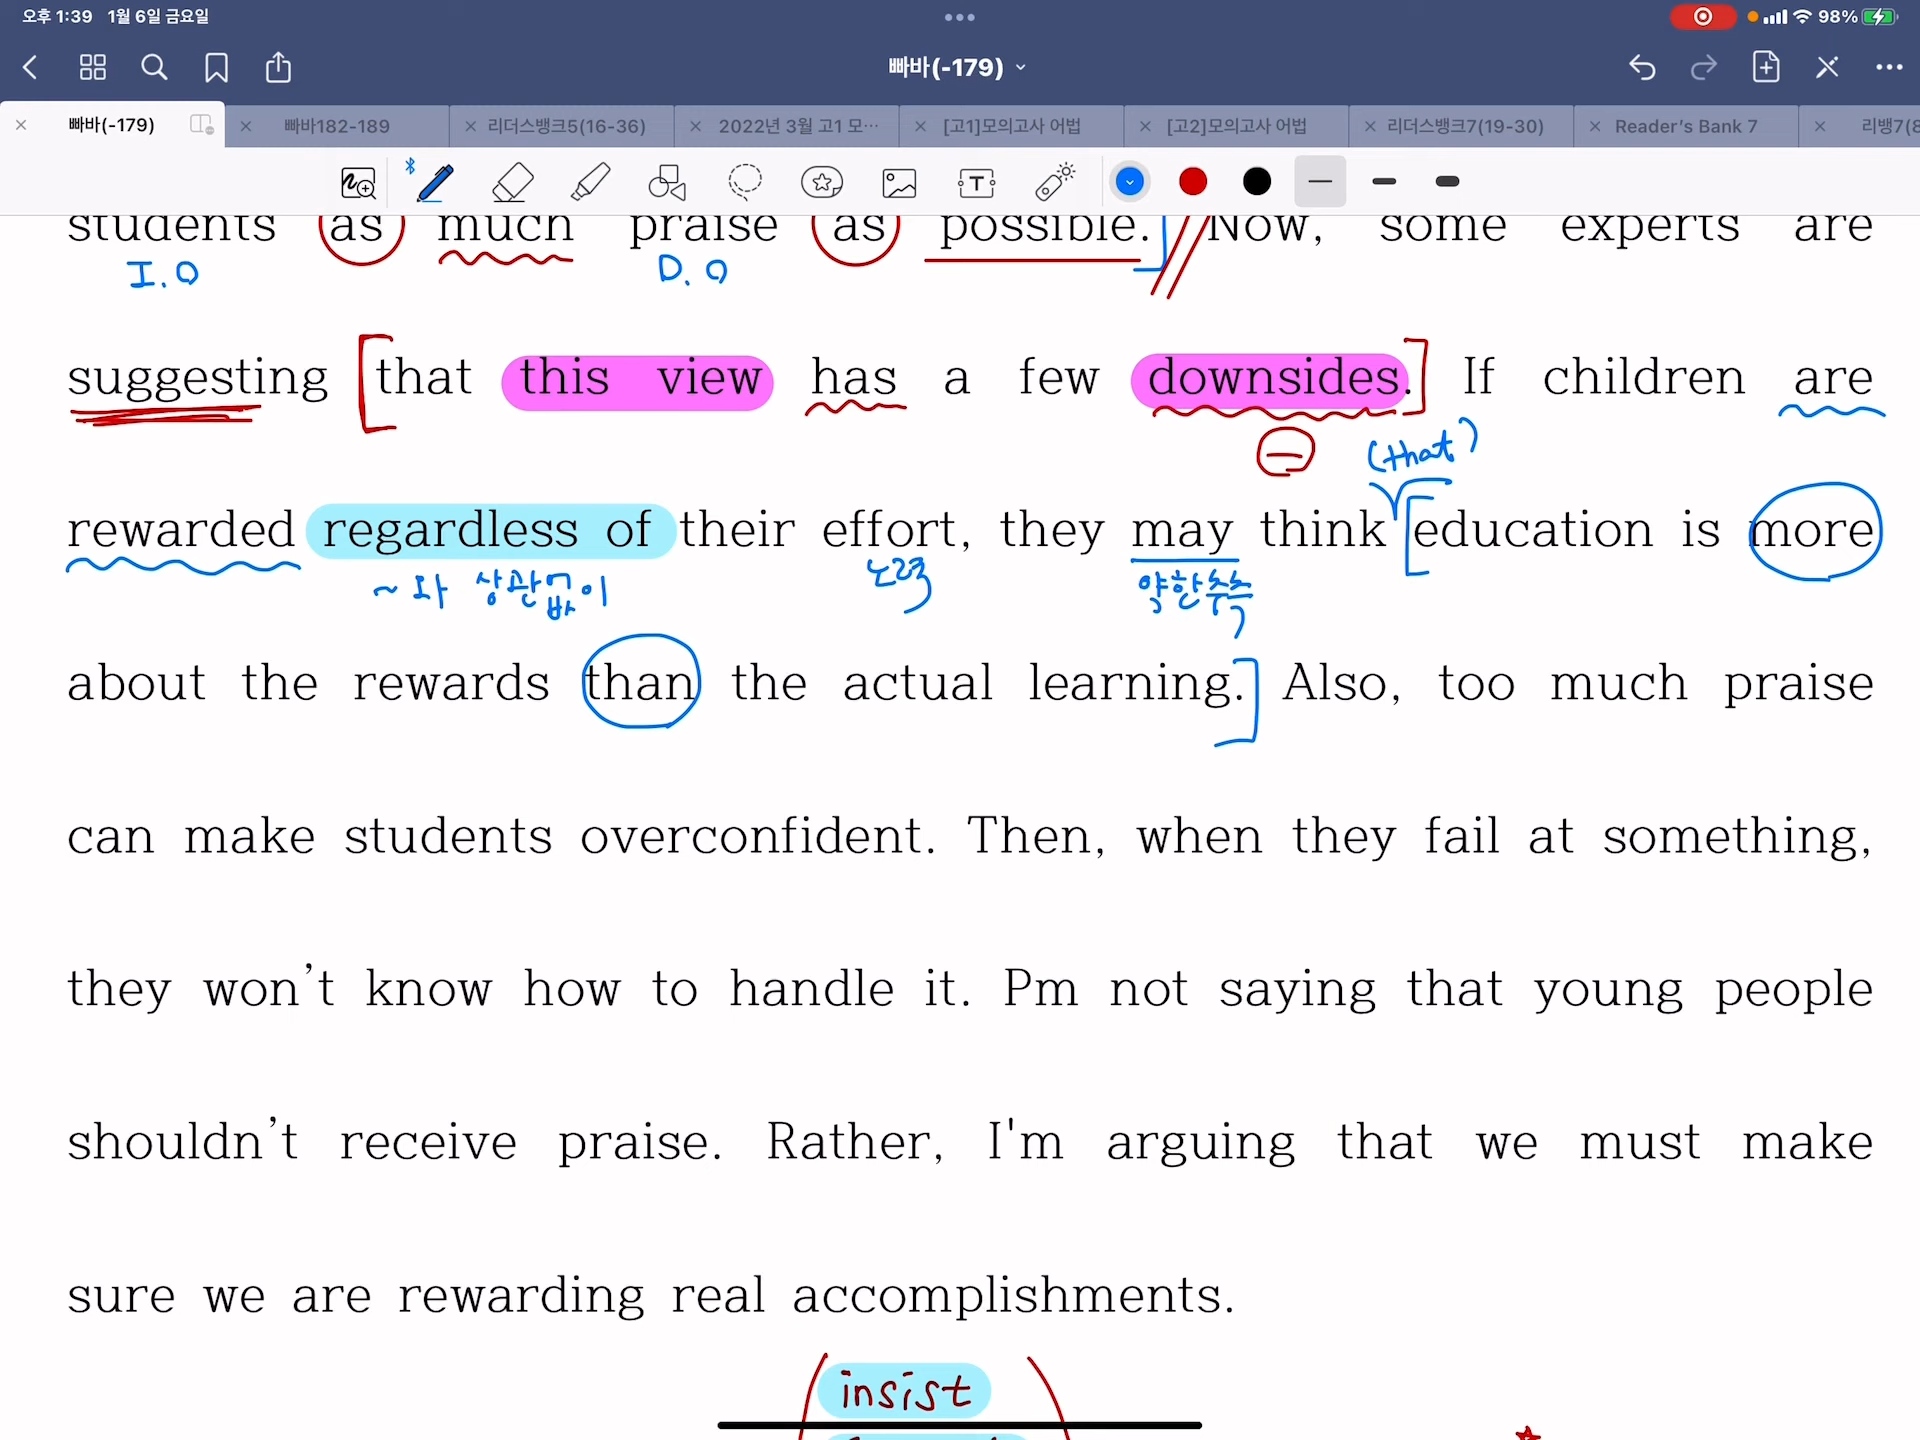 오후 1:39 1월 6일 금요일
98%
빠바(-179)
빠바(-179) 빠바182-189 리더스뱅크5(16-36) 2022년 3월 고1 모… [고1]모의고사 어법 [고2]모의고사 어법 리더스뱅크7(19-30) Reader's Bank 7 리뱅7(8
students as much praise as possible. Now, some experts are
I.O D.O
suggesting that this view has a few downsides. If children are
(that)
rewarded regardless of their effort, they may think education is more
~와 상관없이 노력 약한추측
about the rewards than the actual learning. Also, too much praise
can make students overconfident. Then, when they fail at something,
they won't know how to handle it. Pm not saying that young people
shouldn't receive praise. Rather, I'm arguing that we must make
sure we are rewarding real accomplishments.
insist